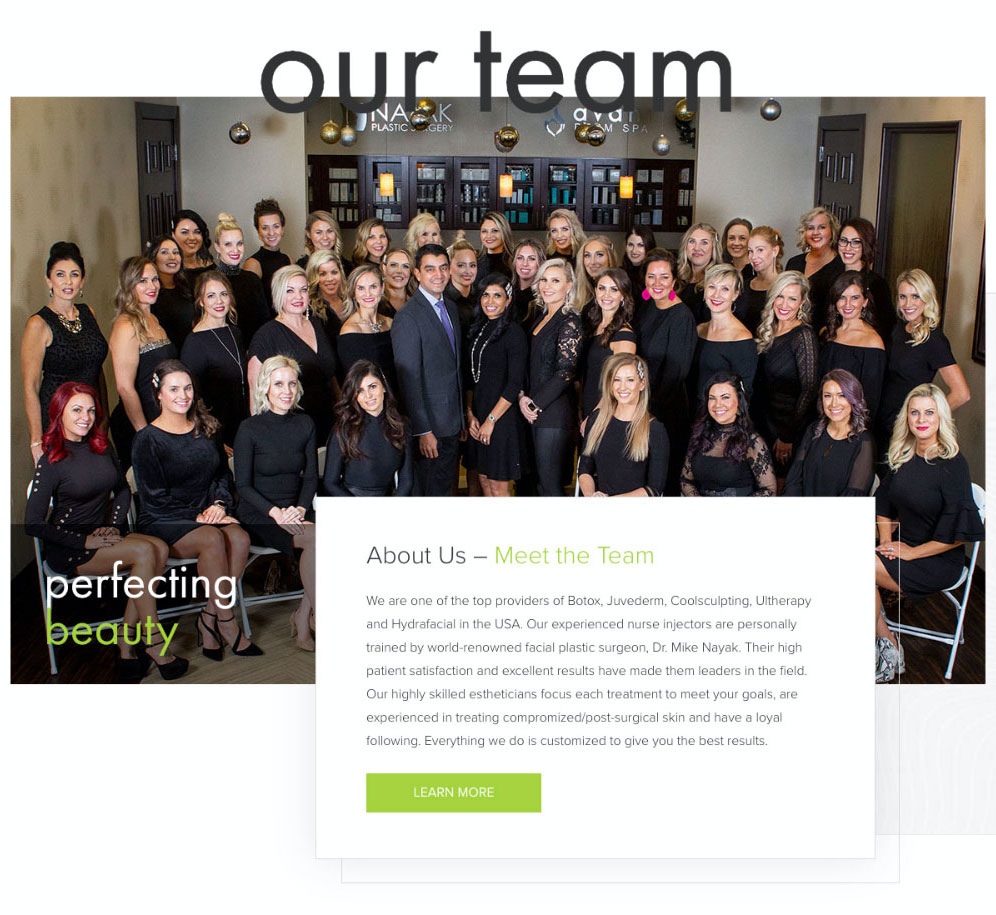 our team
PLASTIC SURGERY
SPA
perfecting
beauty
About Us – Meet the Team
We are one of the top providers of Botox, Juvederm, Coolsculpting, Ultherapy
and Hydrafacial in the USA. Our experienced nurse injectors are personally
trained by world-renowned facial plastic surgeon, Dr. Mike Nayak. Their high
patient satisfaction and excellent results have made them leaders in the field.
Our highly skilled estheticians focus each treatment to meet your goals, are
experienced in treating compromized/post-surgical skin and have a loyal
following. Everything we do is customized to give you the best results.
LEARN MORE